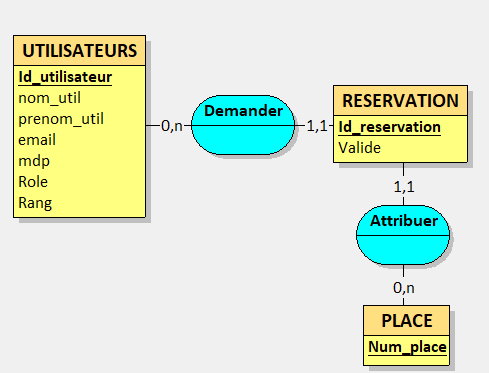 UTILISATEURS
Id_utilisateur
nom_util
prenom_util
email
mdp
Role
Rang
0,n
Demander
1,1
RESERVATION
Id_reservation
Valide
1,1
Attribuer
0,n
PLACE
Num_place